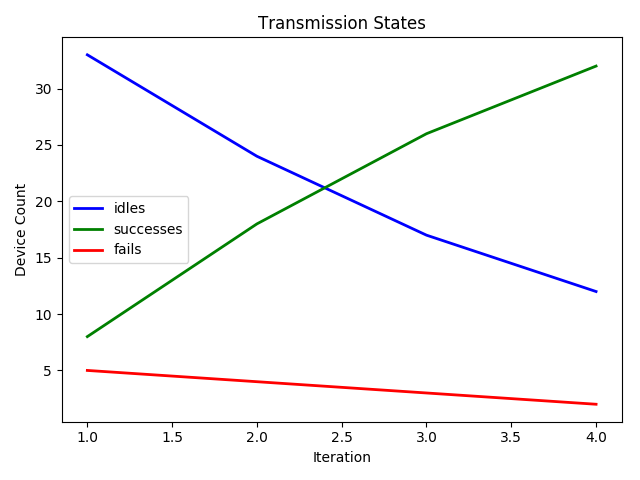 Transmission States
Device Count
30
25
20
15
10
5
idles
successes
fails
1.0 1.5 2.0 2.5 3.0 3.5 4.0
Iteration